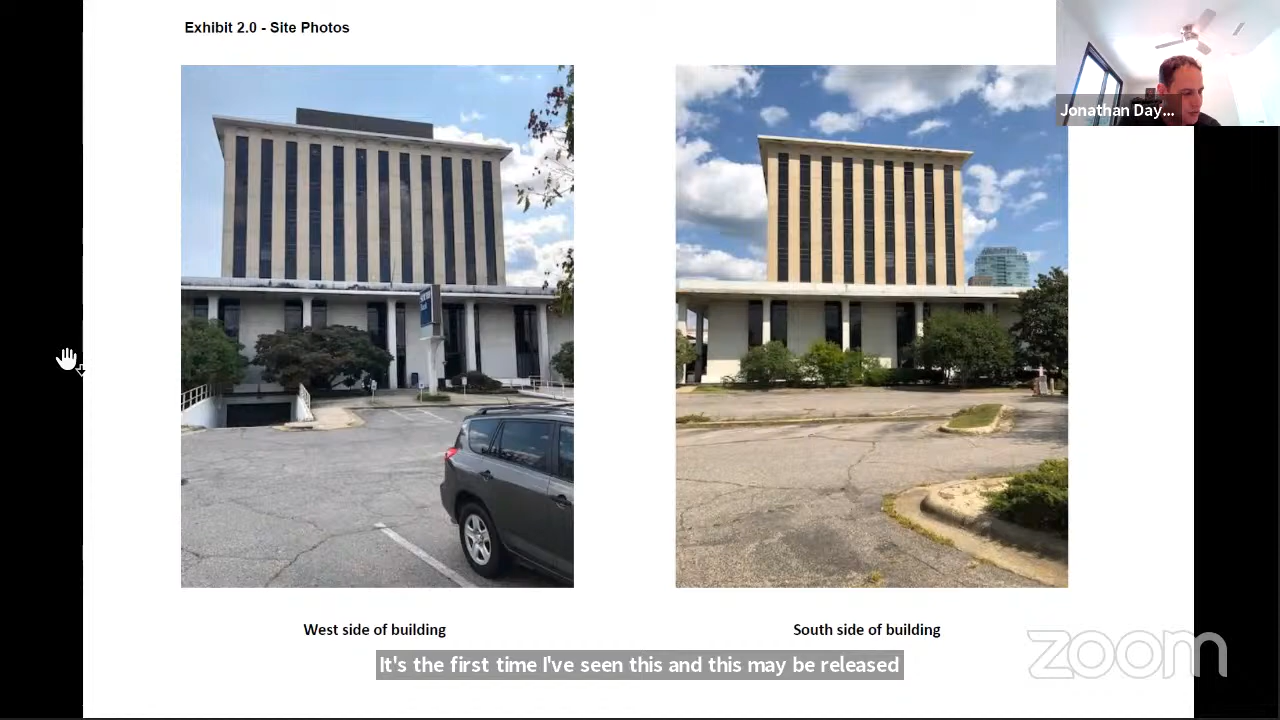 Exhibit 2.0 - Site Photos
Jonathan Day...
West side of building
South side of building
It's the first time I've seen this and this may be released
zoom